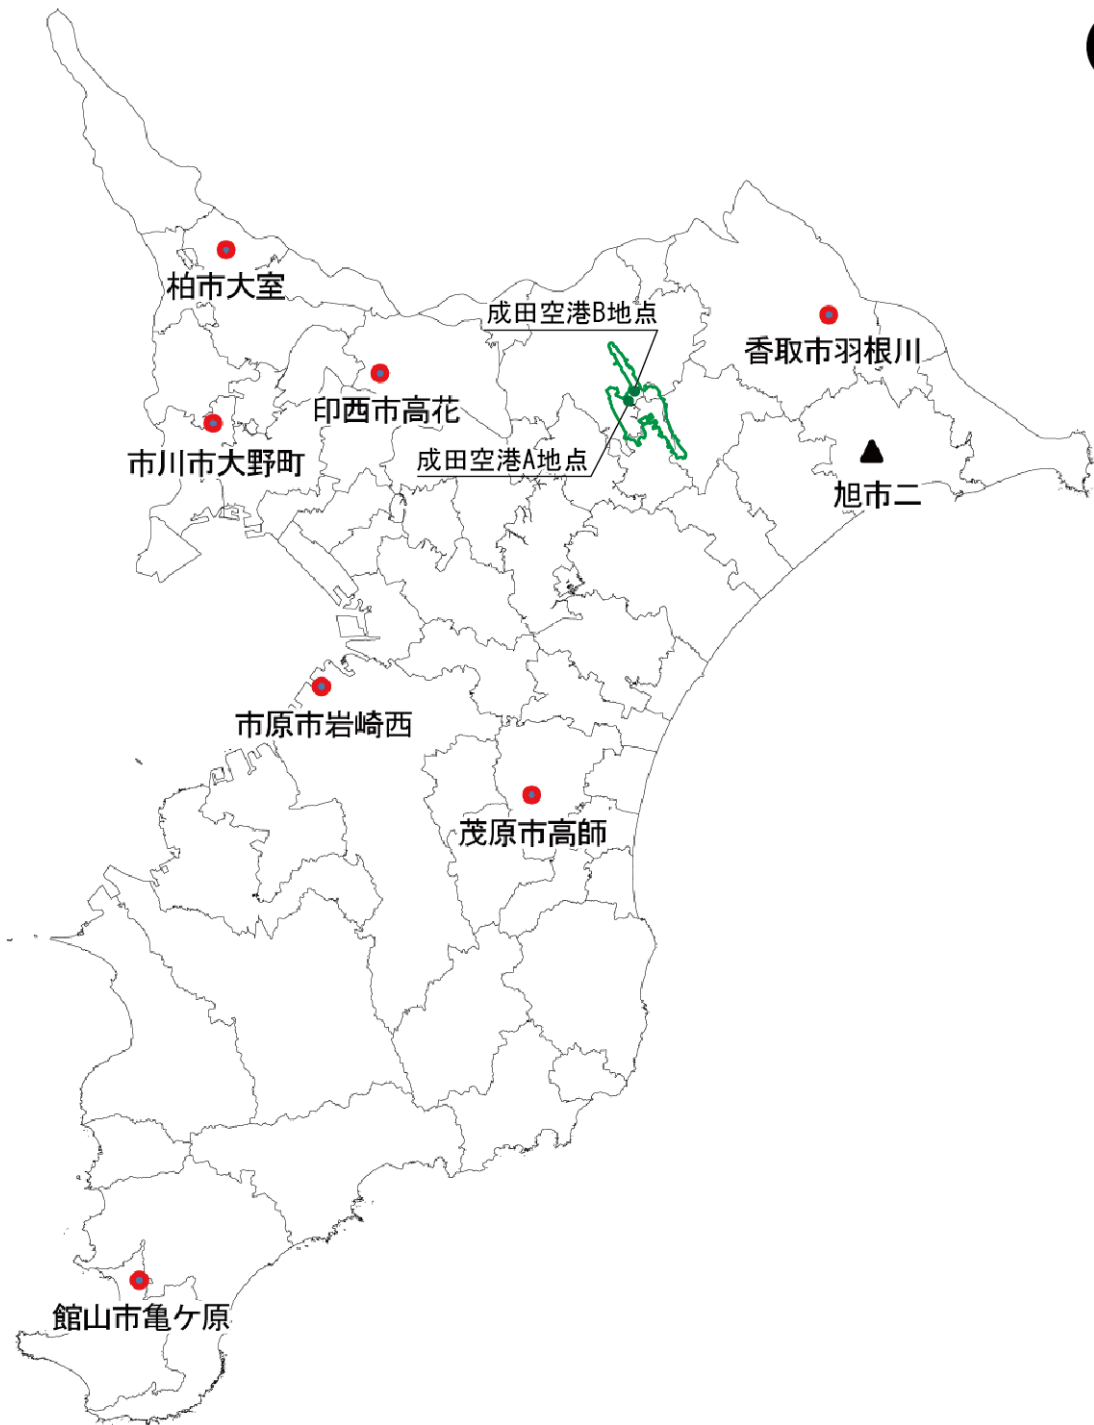 柏市大室
成田空港B地点
香取市羽根川
印西市高花
市川市大野町
成田空港A地点
旭市二
市原市岩崎西
茂原市高師
館山市亀ケ原